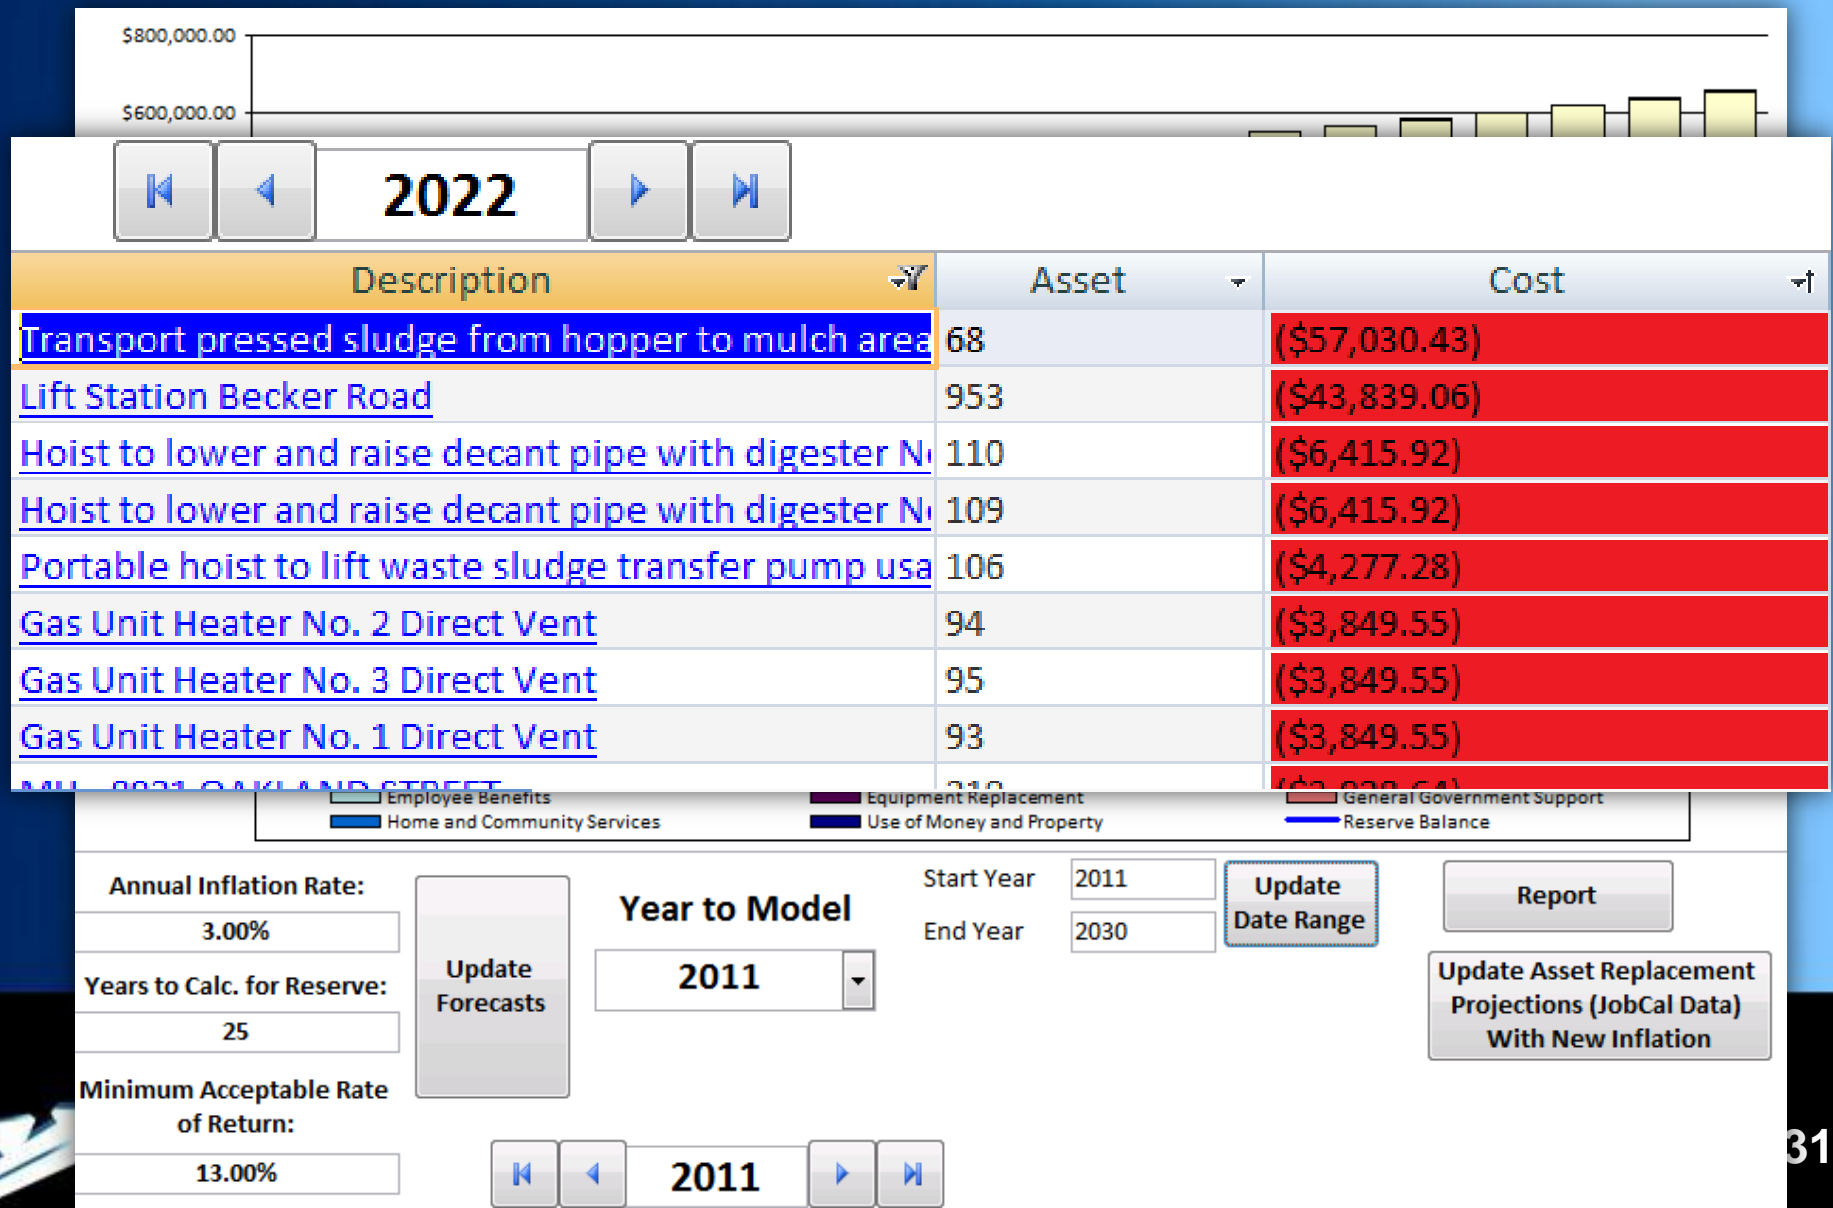 $800,000.00
$600,000.00
2022
Description Asset Cost
Transport pressed sludge from hopper to mulch area 68 ($57,030.43)
Lift Station Becker Road 953 ($43,839.06)
Hoist to lower and raise decant pipe with digester 110 ($6,415.92)
Hoist to lower and raise decant pipe with digester 109 ($6,415.92)
Portable hoist to lift waste sludge transfer pump usa 106 ($4,277.28)
Gas Unit Heater No. 2 Direct Vent 94 ($3,849.55)
Gas Unit Heater No. 3 Direct Vent 95 ($3,849.55)
Gas Unit Heater No. 1 Direct Vent 93 ($3,849.55)
OAKLAND STREET
Employee Benefits Equipment Replacement General Government Support
Home and Community Services Use of Money and Property Reserve Balance
Annual Inflation Rate:
3.00%
Years to Calc. for Reserve:
25
Minimum Acceptable Rate
of Return:
13.00%
Update
Forecasts
Year to Model
2011
Start Year 2011
End Year 2030
Update
Date Range
Report
Update Asset Replacement
Projections (JobCal Data)
With New Inflation
2011
31